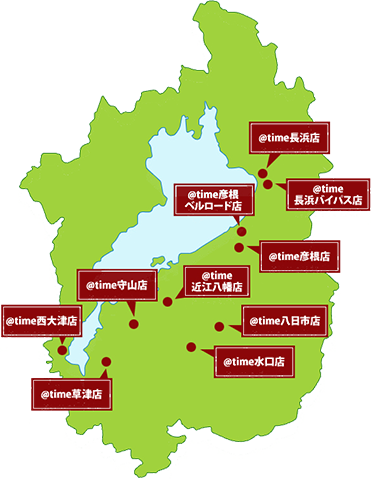 @time長浜店
@time
長浜バイパス店
@time彦根
ベルロード店
@time彦根店
@time
近江八幡店
@time守山店
@time西大津店
@time八日市店
@time水口店
@time草津店